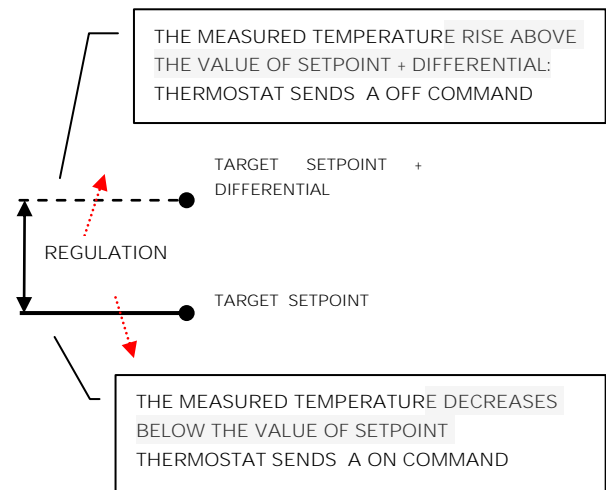 THE MEASURED TEMPERATURE RISE ABOVE
THE VALUE OF SETPOINT + DIFFERENTIAL:
THERMOSTAT SENDS A OFF COMMAND
TARGET SETPOINT +
DIFFERENTIAL
REGULATION
TARGET SETPOINT
THE MEASURED TEMPERATURE DECREASES
BELOW THE VALUE OF SETPOINT
THERMOSTAT SENDS A ON COMMAND